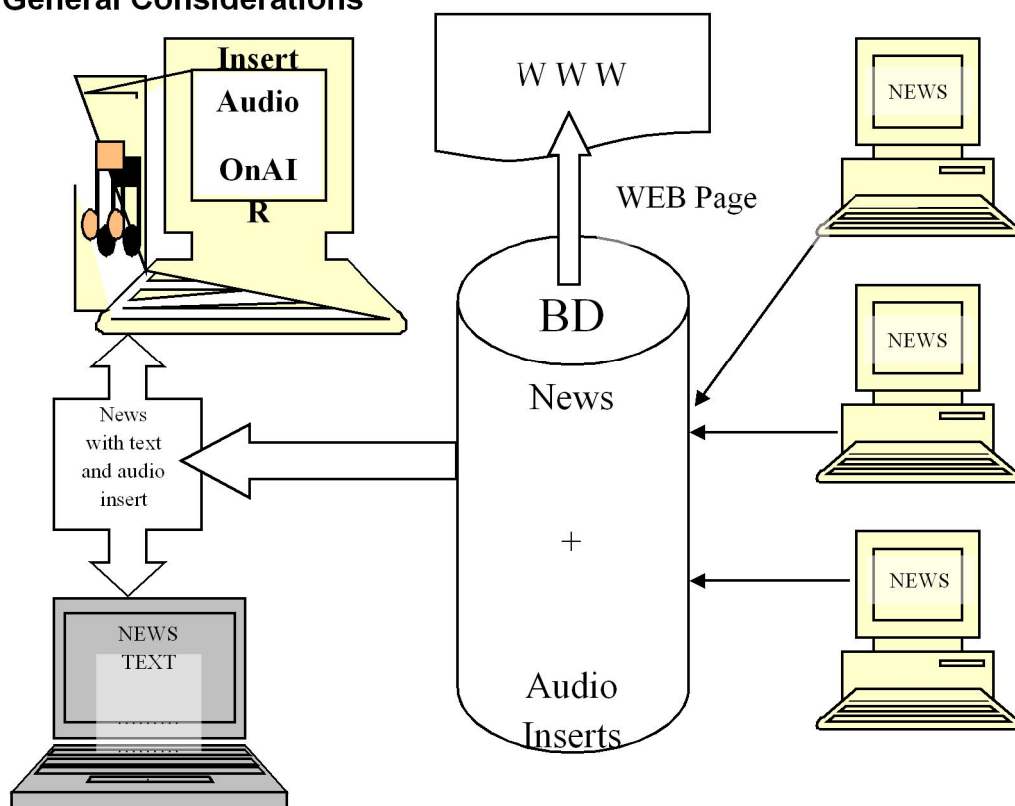 General Considerations
Insert
Audio
OnAI
R
W W W
WEB Page
NEWS
NEWS
NEWS
BD
News
+
Audio
Inserts
News
with text
and audio
insert
NEWS
TEXT
........
........